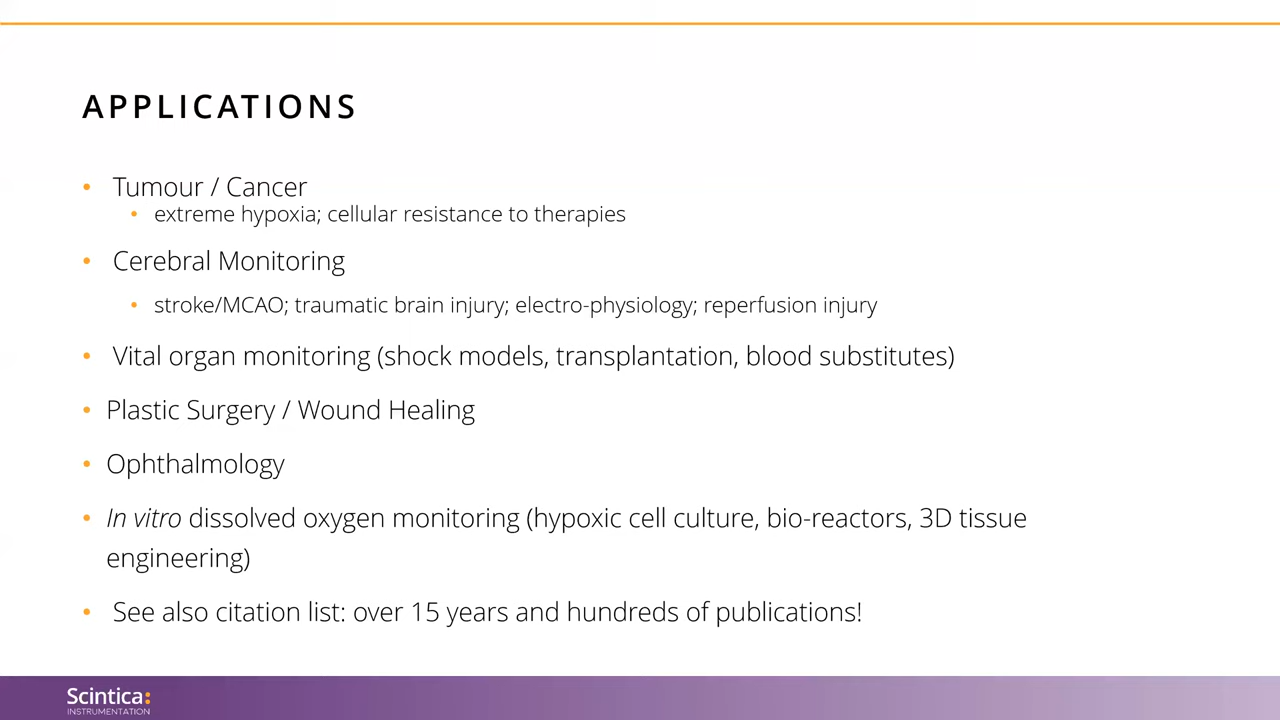 APPLICATIONS
• Tumour / Cancer
• extreme hypoxia; cellular resistance to therapies
• Cerebral Monitoring
• stroke/MCAO; traumatic brain injury; electro-physiology; reperfusion injury
• Vital organ monitoring (shock models, transplantation, blood substitutes)
• Plastic Surgery / Wound Healing
• Ophthalmology
• In vitro dissolved oxygen monitoring (hypoxic cell culture, bio-reactors, 3D tissue
engineering)
• See also citation list: over 15 years and hundreds of publications!
Scintica:
INSTRUMENTATION